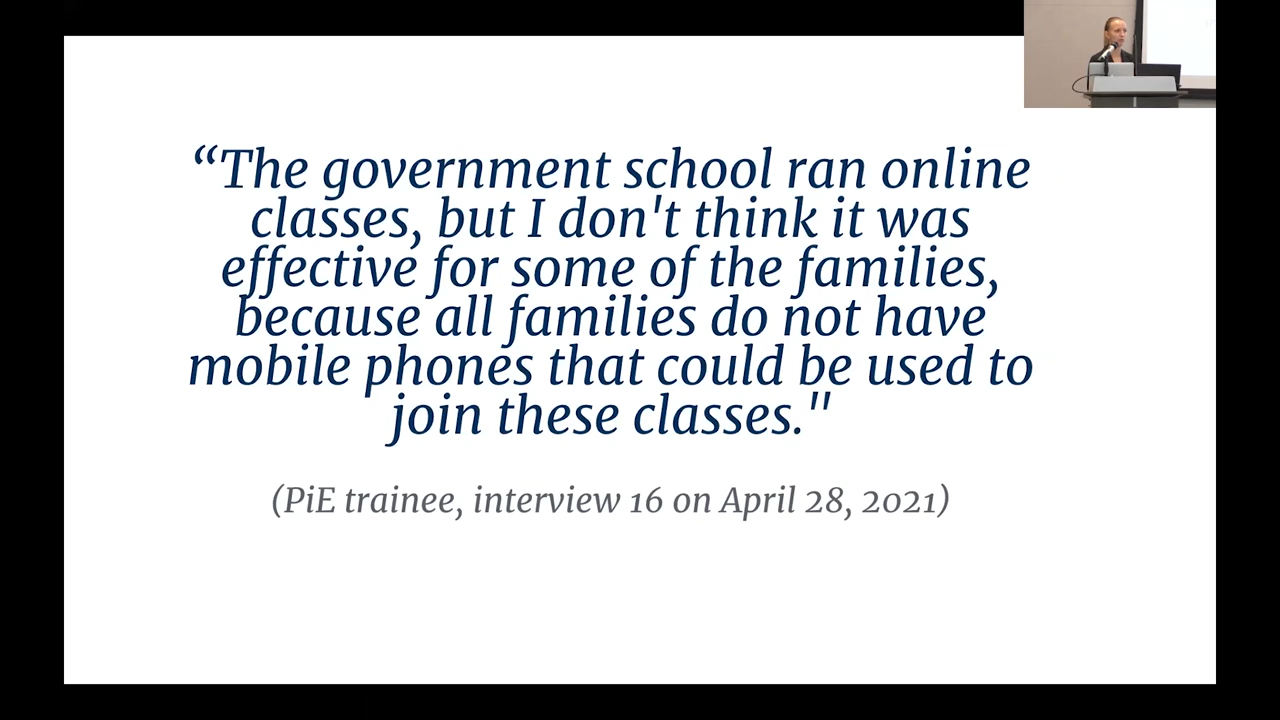 “The government school ran online
classes, but I don't think it was
effective for some of the families,
because all families do not have
mobile phones that could be used to
join these classes."
(PiE trainee, interview 16 on April 28, 2021)